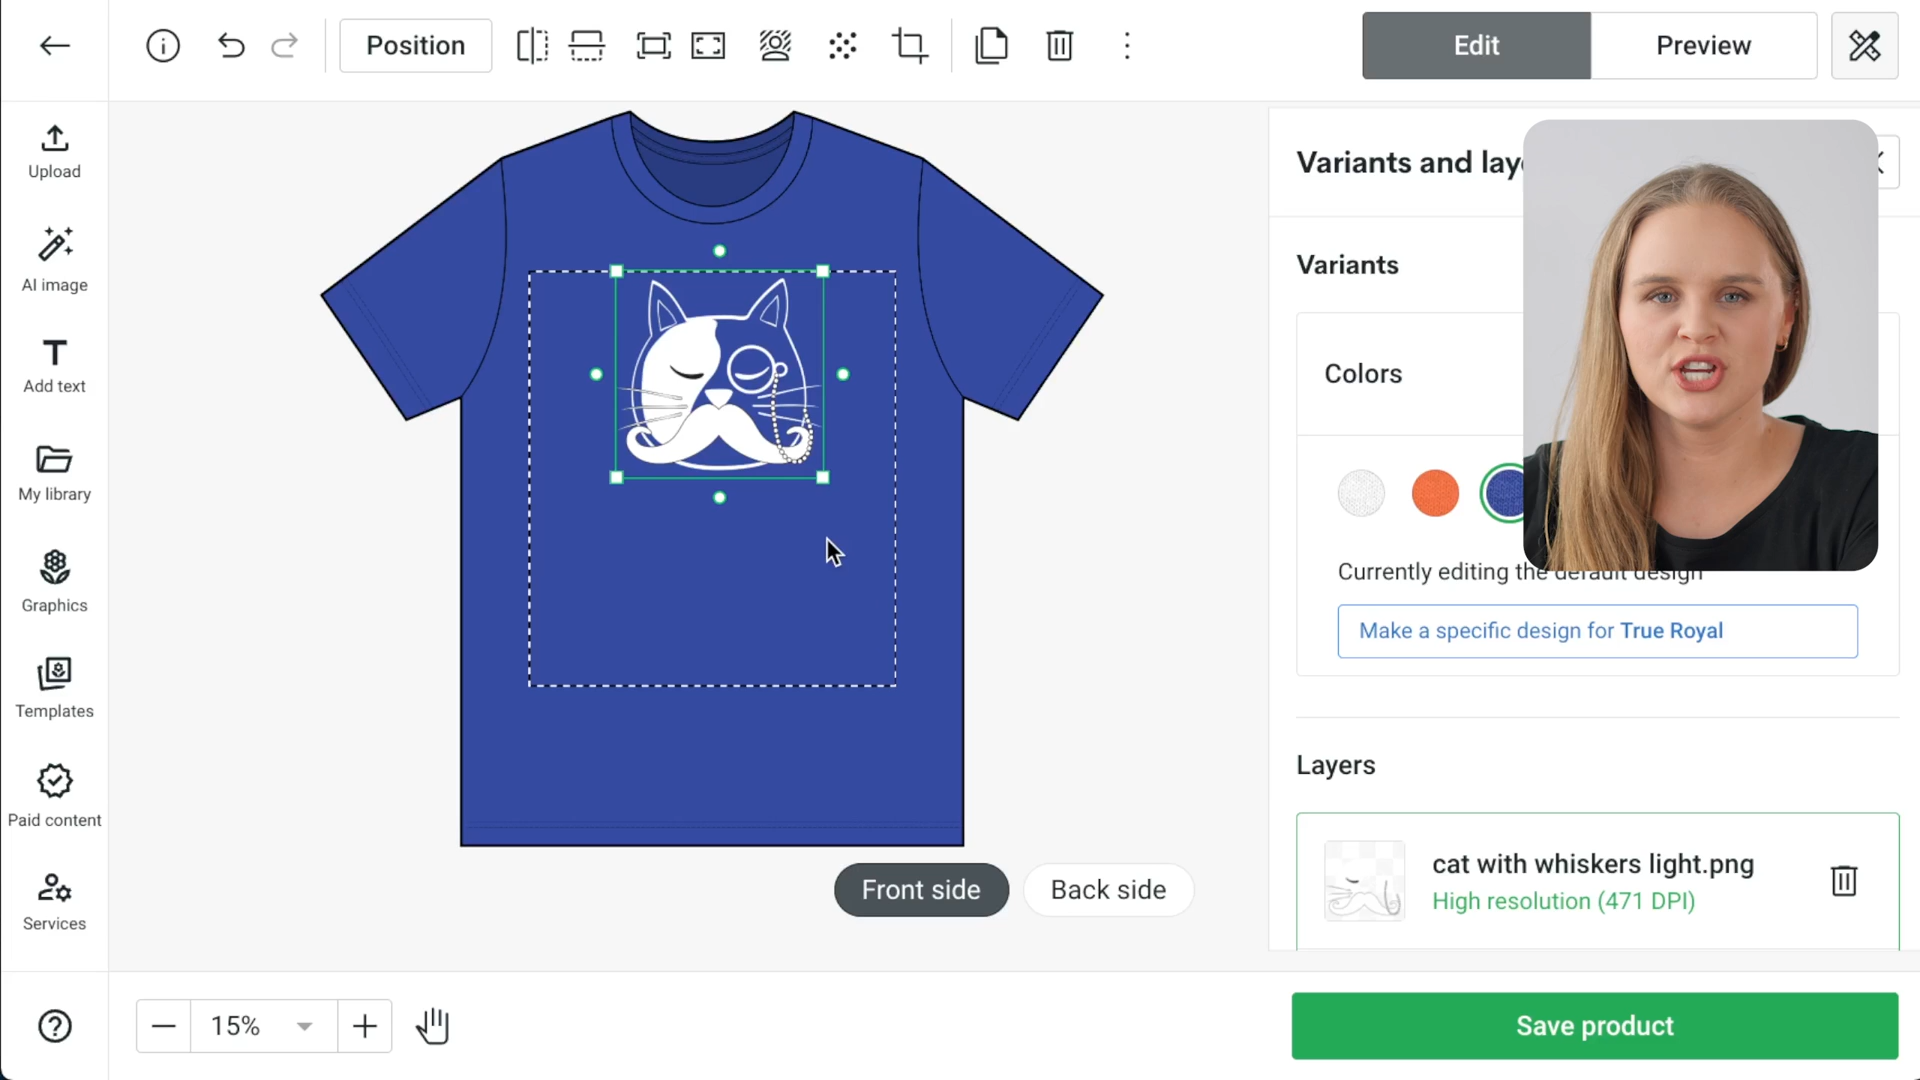 Position
Edit
Preview
Upload
AI image
Add text
My library
Graphics
Templates
Paid content
Services
Variants and lay
Variants
Colors
Currently editing the default design
Make a specific design for True Royal
Layers
cat with whiskers light.png
High resolution (471 DPI)
Front side
Back side
15%
Save product